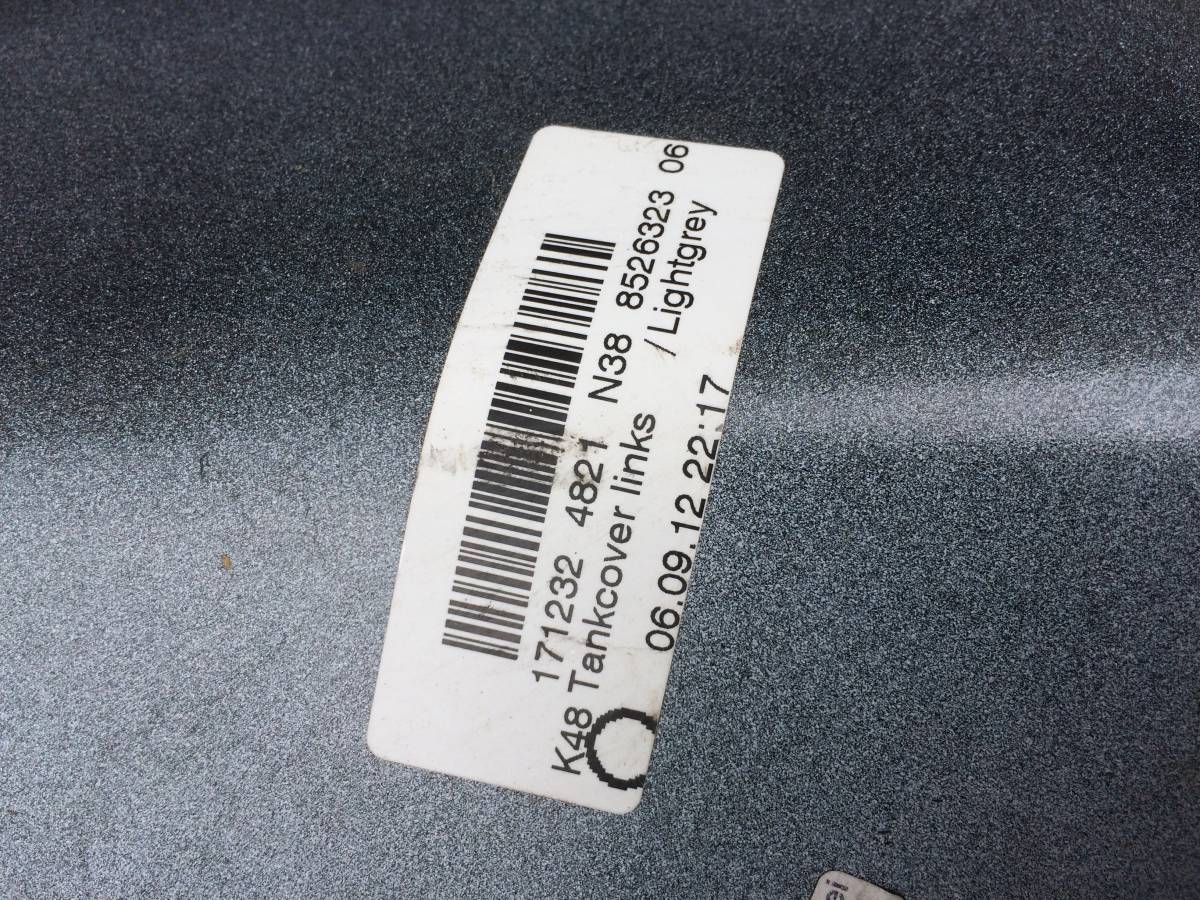 171232 4821 N38 8526323 06
K48 Tankcover links /Lightgrey
06.09.12 22:17